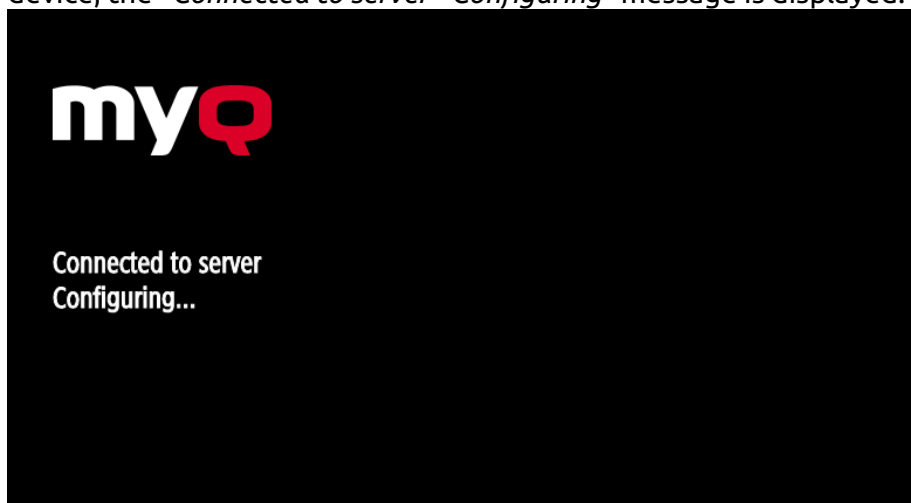 device, the "Connected to server - Configuring" message is displayed.
myQ
Connected to server
Configuring...